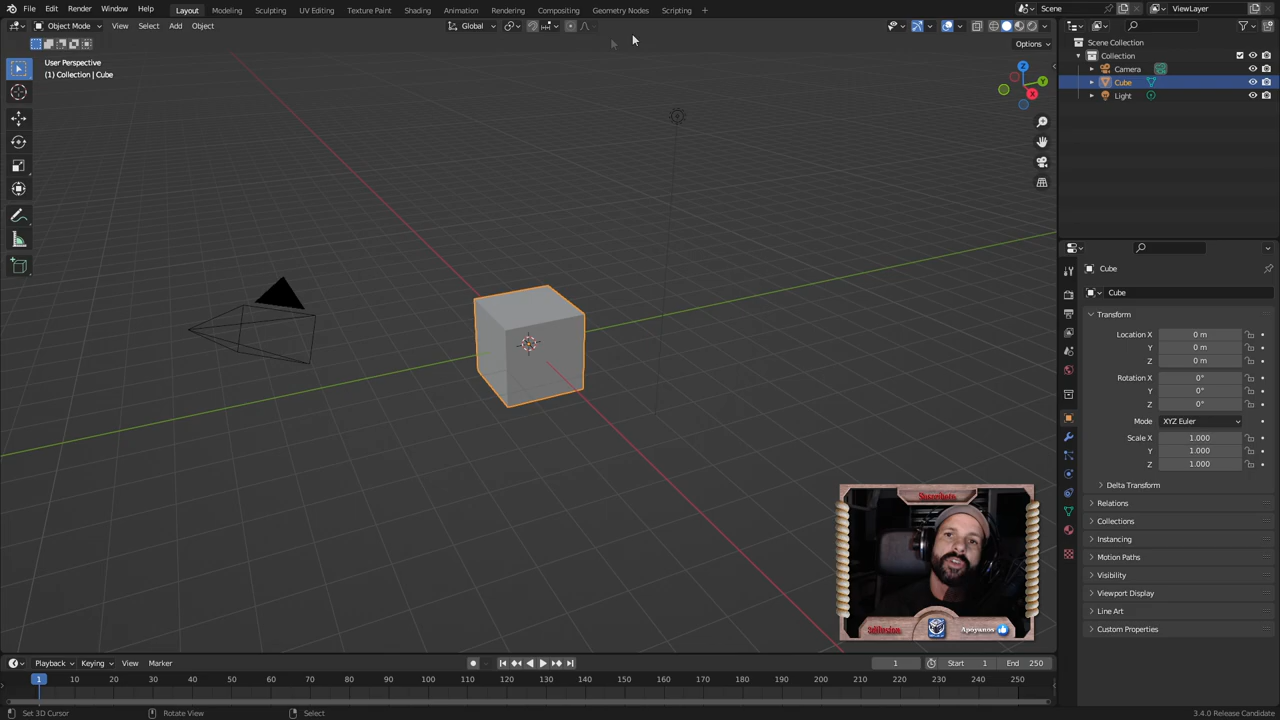 File Edit Render Window Help Layout Modeling Sculpting UV Editing Texture Paint Shading Animation Rendering Compositing Geometry Nodes Scripting + Scene ViewLayer
Object Mode View Select Add Object Global
Options
User Perspective
(1) Collection | Cube
Z
Y
X
Scene Collection
Collection
Camera
Cube
Light
Cube
Cube
Transform
Location X 0 m
Y 0 m
Z 0 m
Rotation X 0°
Y 0°
Z 0°
Mode XYZ Euler
Scale X 1.000
Y 1.000
Z 1.000
Delta Transform
Relations
Collections
Instancing
Motion Paths
Visibility
Viewport Display
Line Art
Custom Properties
Apoyanos
Playback Keying View Marker 1 Start 1 End 250
1 10 20 30 40 50 60 70 80 90 100 110 120 130 140 150 160 170 180 190 200 210 220 230 240 250
Set 3D Cursor Rotate View Select 3.4.0 Release Candidate